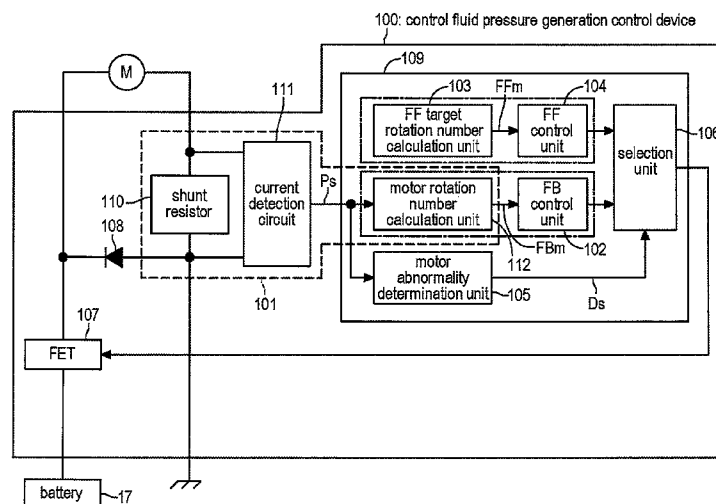 100: control fluid pressure generation control device
109
M
103
FFm
104
FF target
rotation number
calculation unit
FF
control
unit
106
selection
unit
111
110
shunt
resistor
current
detection
circuit
Ps
motor rotation
number
calculation unit
FB
control
unit
112
FBm
102
108
101
motor
abnormality
determination unit
105
Ds
107
FET
battery
17